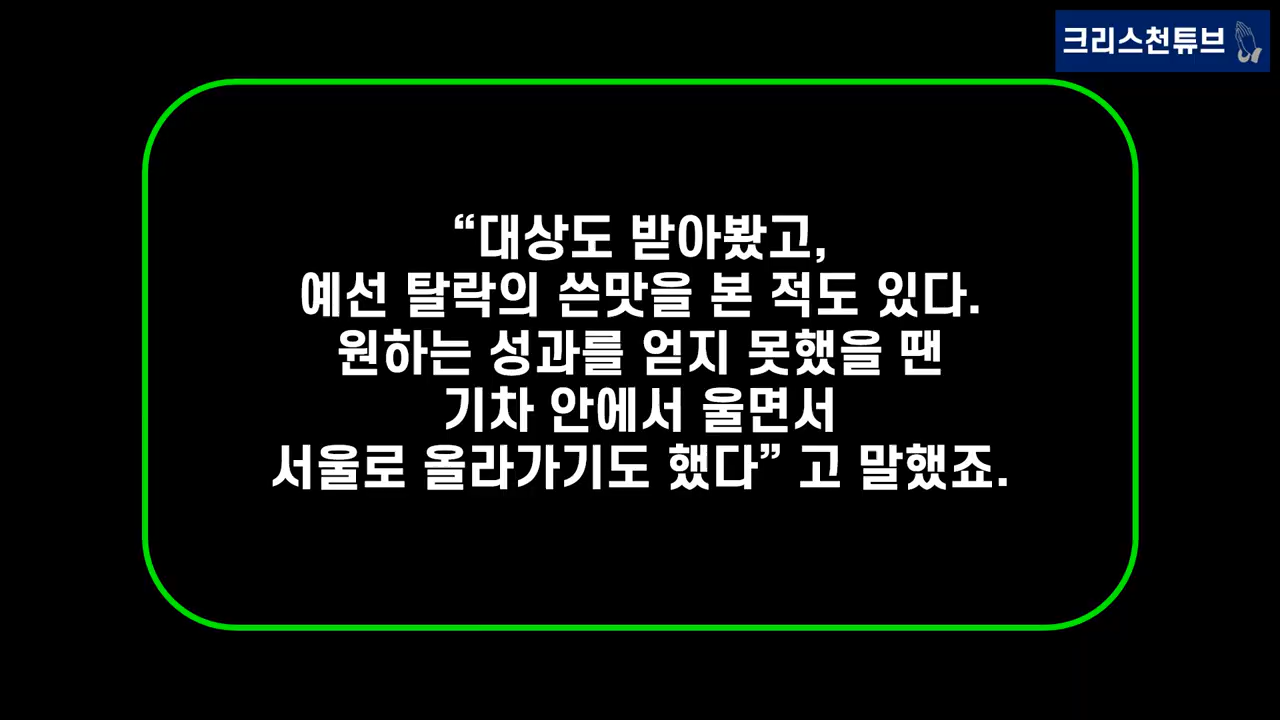 크리스천튜브
“대상도 받아봤고,
예선 탈락의 쓴맛을 본 적도 있다.
원하는 성과를 얻지 못했을 땐
기차 안에서 울면서
서울로 올라가기도 했다” 고 말했죠.